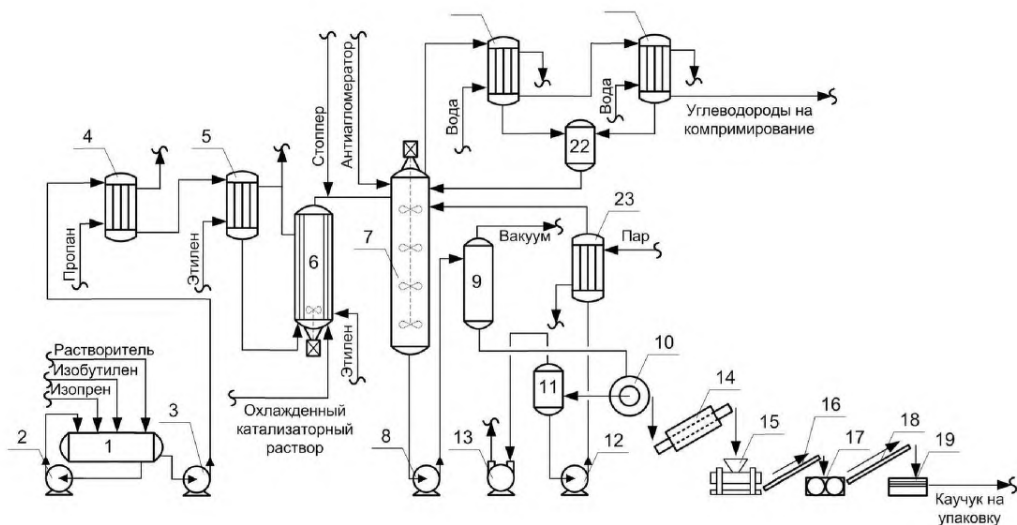 Стоппер
Антиагломератор
Вода
Вода
Углеводороды на
компримирование
22
4
5
23
Пропан
Этилен
6
7
Вакуум
9
Пар
Этилен
10
Растворитель
Изобутилен
Изопрен
Охлажденный
катализаторный
раствор
11
14
16
18
1
2
3
8
13
12
15
17
19
Каучук на
упаковку